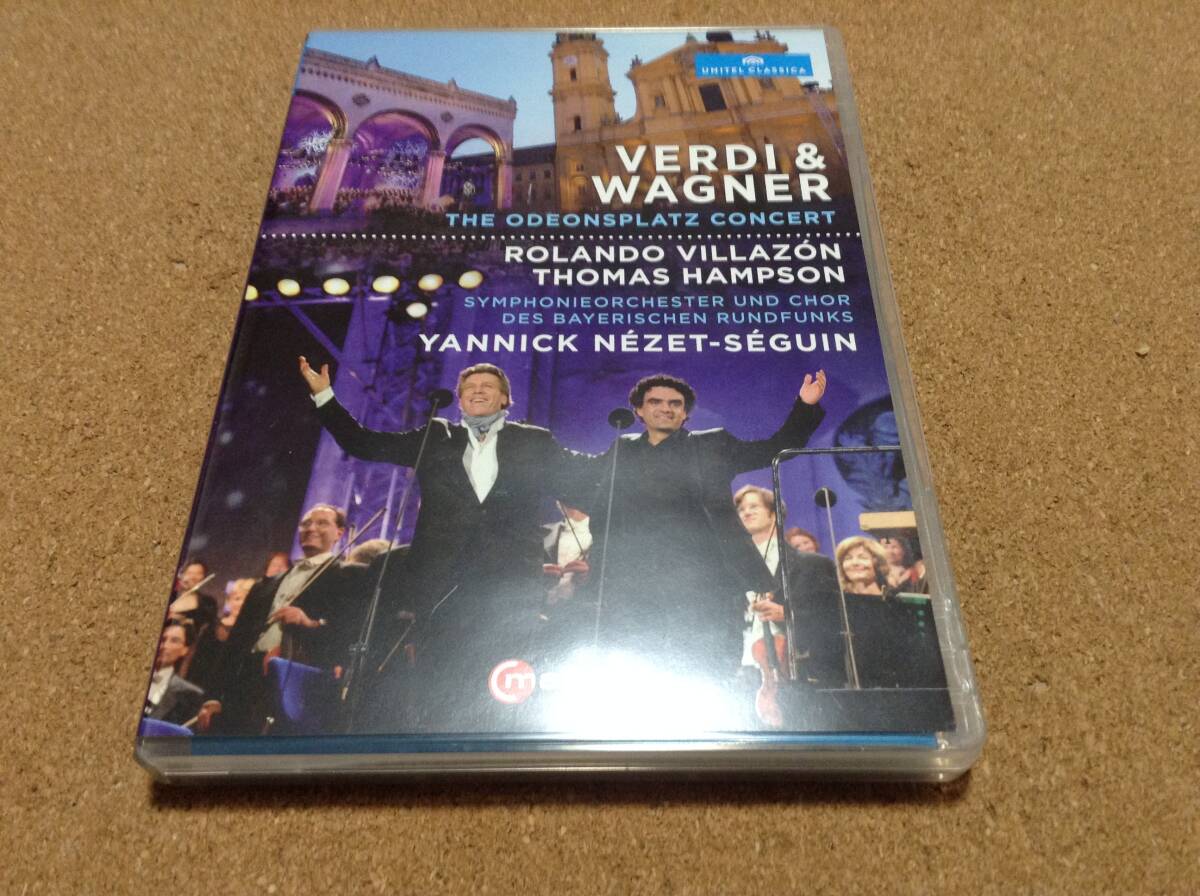 UNITEL CLASSICA
VERDI &
WAGNER
THE ODEONSPLATZ CONCERT
ROLANDO VILLAZÓN
THOMAS HAMPSON
SYMPHONIEORCHESTER UND CHOR
DES BAYERISCHEN RUNDFUNKS
YANNICK NÉZET-SÉGUIN